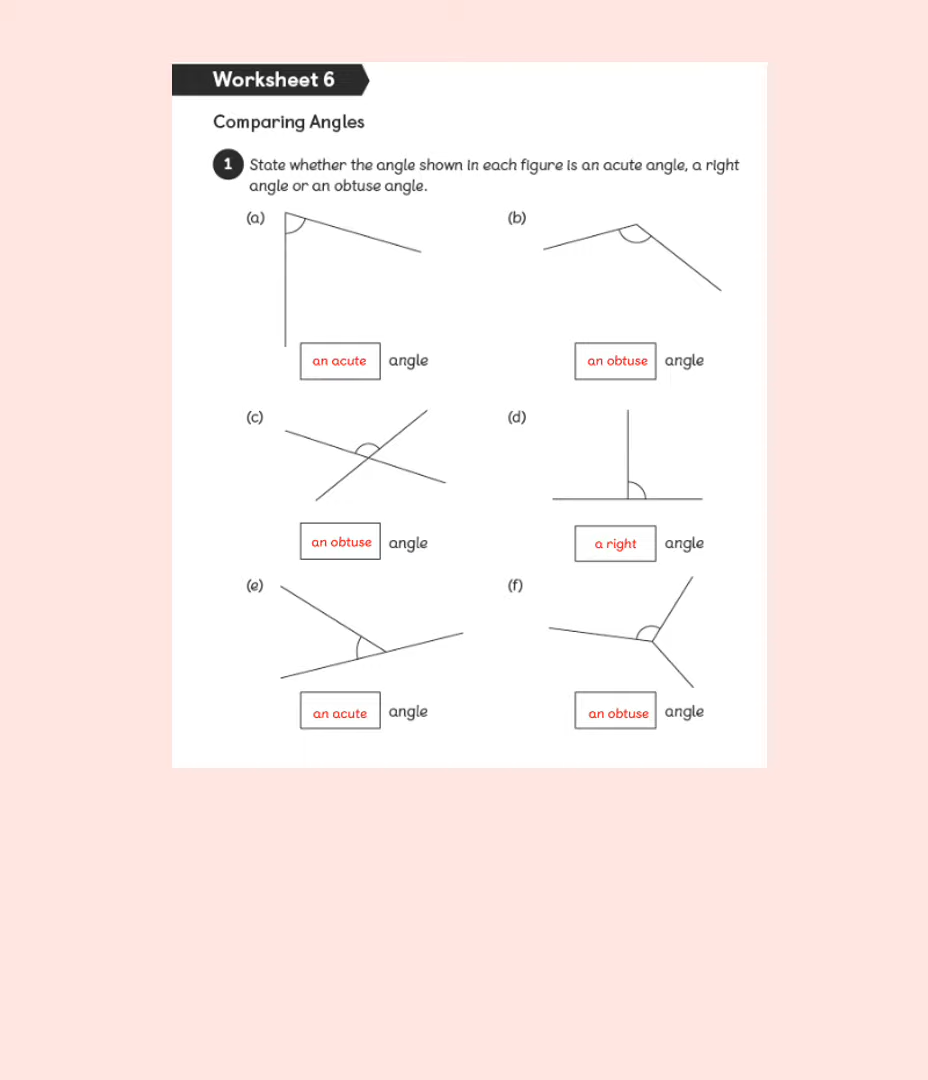 Worksheet 6
Comparing Angles
1 State whether the angle shown in each figure is an acute angle, a right
angle or an obtuse angle.
(a) (b)
an acute angle an obtuse angle
(c) (d)
an obtuse angle a right angle
(e) (f)
an acute angle an obtuse angle